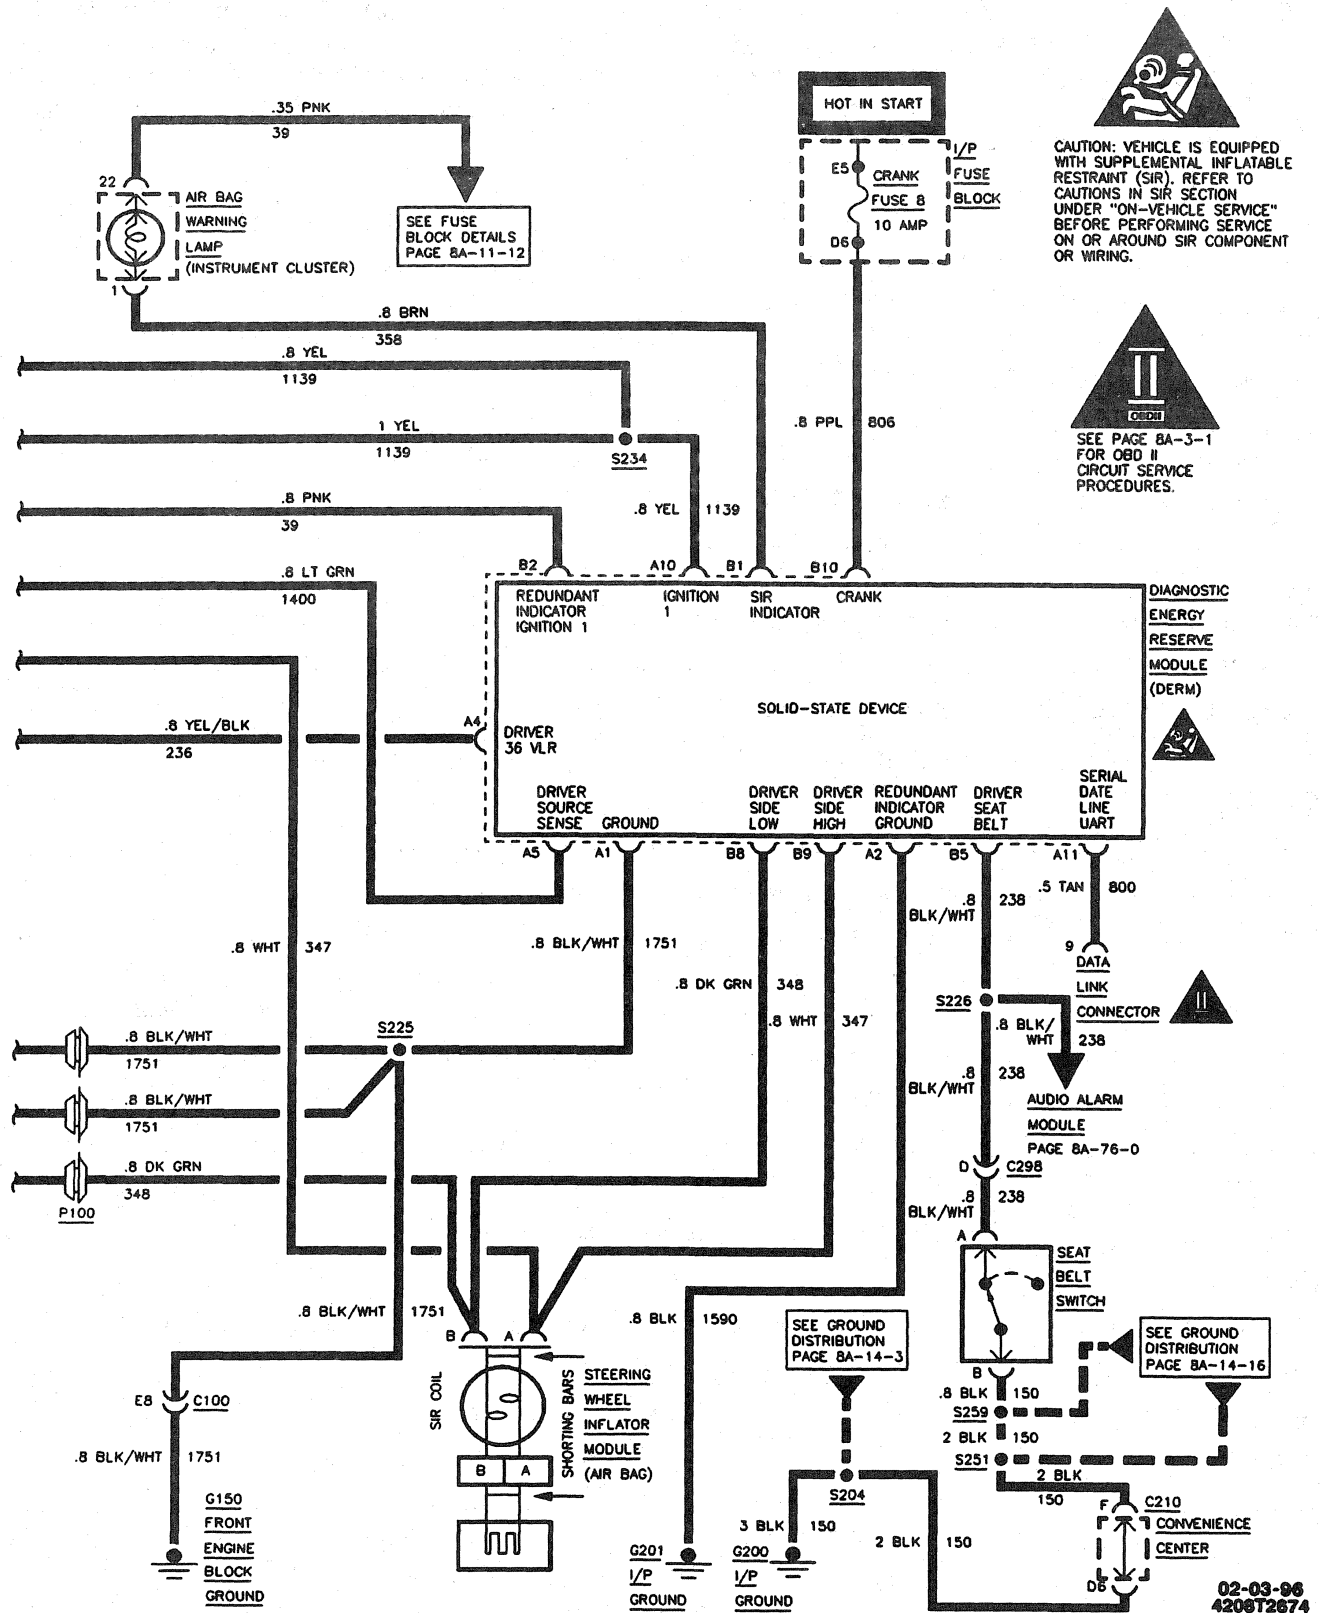 .35 PNK
39
HOT IN START
22
AIR BAG
WARNING
LAMP
(INSTRUMENT CLUSTER)
1
SEE FUSE
BLOCK DETAILS
PAGE 8A-11-12
E5
CRANK
FUSE 8
10 AMP
D6
I/P
FUSE
BLOCK
CAUTION: VEHICLE IS EQUIPPED
WITH SUPPLEMENTAL INFLATABLE
RESTRAINT (SIR). REFER TO
CAUTIONS IN SIR SECTION
UNDER "ON-VEHICLE SERVICE"
BEFORE PERFORMING SERVICE
ON OR AROUND SIR COMPONENT
OR WIRING.
.8 BRN
358
.8 YEL
1139
1 YEL
1139
S234
.8 PPL 806
II
OBDII
SEE PAGE 8A-3-1
FOR OBD II
CIRCUIT SERVICE
PROCEDURES.
.8 PNK
39
.8 YEL 1139
.8 LT GRN
1400
B2
A10
B1
B10
REDUNDANT
INDICATOR
IGNITION 1
IGNITION
1
SIR
INDICATOR
CRANK
DIAGNOSTIC
ENERGY
RESERVE
MODULE
(DERM)
SOLID-STATE DEVICE
.8 YEL/BLK
236
A4
DRIVER
36 VLR
DRIVER
SOURCE
SENSE
GROUND
DRIVER
SIDE
LOW
DRIVER
SIDE
HIGH
REDUNDANT
INDICATOR
GROUND
DRIVER
SEAT
BELT
SERIAL
DATE
LINE
UART
A5
A1
B8
B9
A2
B5
A11
.8
BLK/WHT
238
.5 TAN 800
.8 WHT 347
.8 BLK/WHT 1751
.8 DK GRN 348
.8 WHT 347
9
DATA
LINK
CONNECTOR
II
S226
.8 BLK/
WHT
238
S225
.8 BLK/WHT
1751
.8 BLK/WHT
1751
.8 DK GRN
348
P100
.8
BLK/WHT
238
AUDIO ALARM
MODULE
PAGE 8A-76-0
D
C298
.8
BLK/WHT
238
A
SEAT
BELT
SWITCH
B
.8 BLK/WHT 1751
B
A
.8 BLK 1590
SEE GROUND
DISTRIBUTION
PAGE 8A-14-3
SEE GROUND
DISTRIBUTION
PAGE 8A-14-16
E8
C100
SIR COIL
SHORTING BARS
STEERING
WHEEL
INFLATOR
MODULE
(AIR BAG)
B A
.8 BLK 150
S259
2 BLK 150
S251
2 BLK
150
.8 BLK/WHT 1751
G150
FRONT
ENGINE
BLOCK
GROUND
S204
3 BLK 150
2 BLK 150
F
C210
CONVENIENCE
CENTER
D6
G201
I/P
GROUND
G200
I/P
GROUND
02-03-96
4208T2674